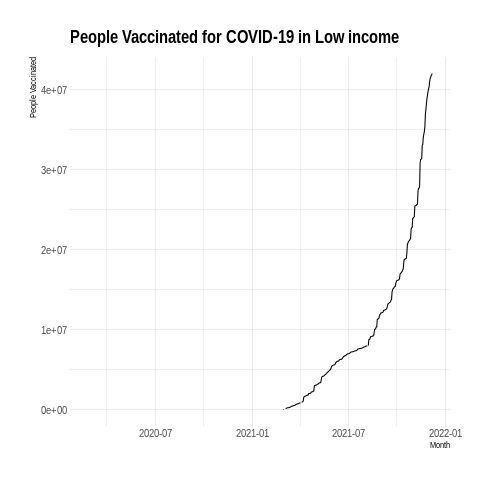 People Vaccinated for COVID-19 in Low income
People Vaccinated
4e+07
3e+07
2e+07
1e+07
0e+00
2020-07 2021-01 2021-07 2022-01
Month